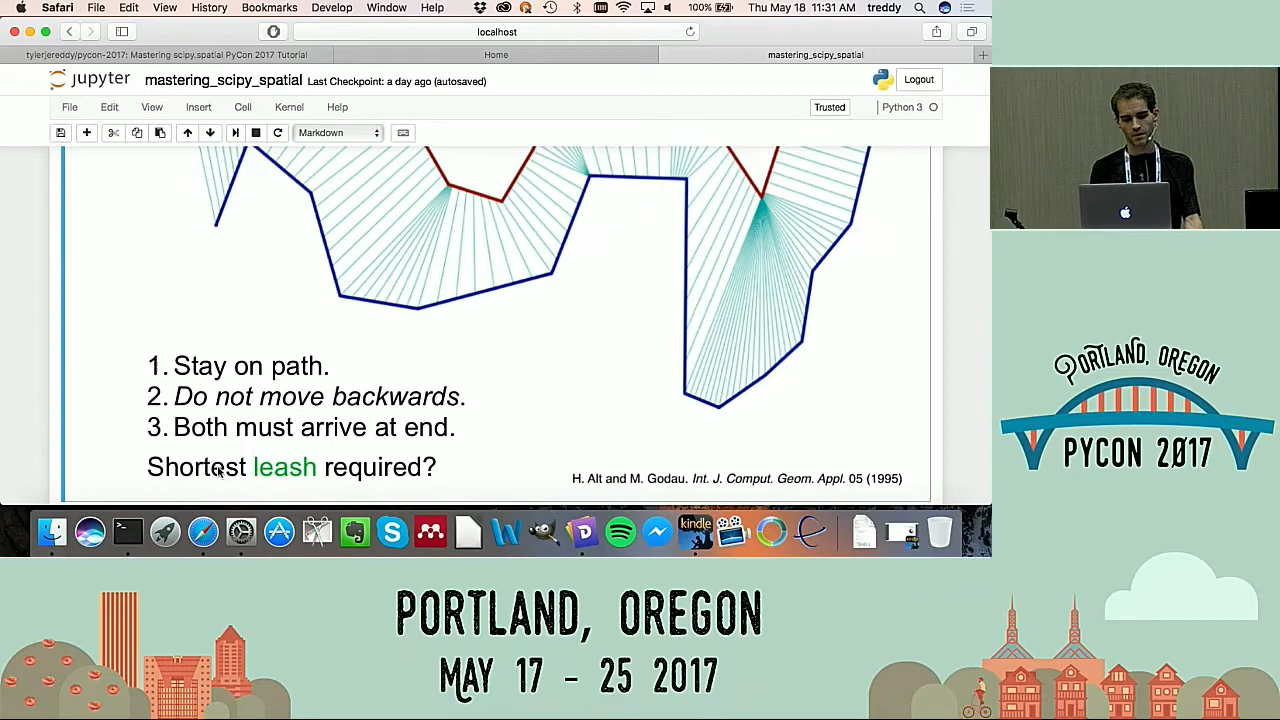 Safari File Edit View History Bookmarks Develop Window Help 100% Thu May 18 11:31 AM treddy
localhost
tylerjereddy/pycon-2017: Mastering scipy.spatial PyCon 2017 Tutorial Home mastering_scipy_spatial
jupyter mastering_scipy_spatial Last Checkpoint: a day ago (autosaved) Logout
File Edit View Insert Cell Kernel Help Trusted Python 3
Markdown
1. Stay on path.
2. Do not move backwards.
3. Both must arrive at end.
Shortest leash required?
H. Alt and M. Godau. Int. J. Comput. Geom. Appl. 05 (1995)
kindle
PORTLAND, OREGON
PYCON 2017
PORTLAND, OREGON
MAY 17 - 25 2017